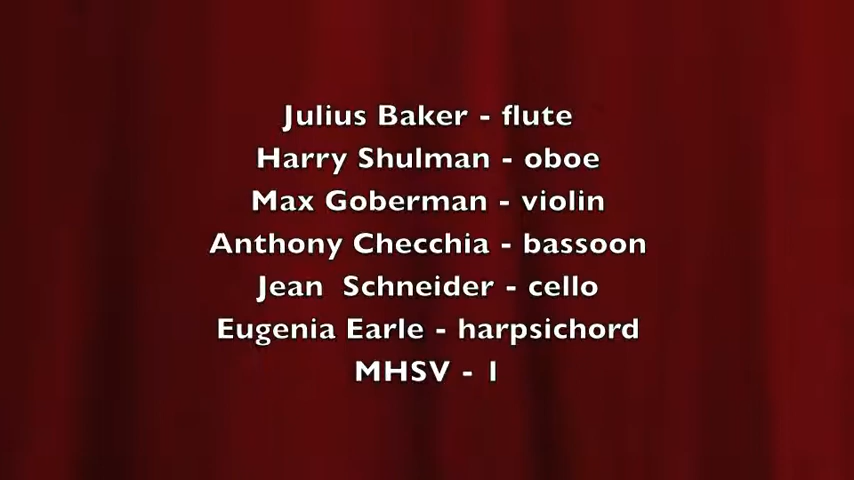 Julius Baker - flute
Harry Shulman - oboe
Max Goberman - violin
Anthony Checchia - bassoon
Jean  Schneider - cello
Eugenia Earle - harpsichord
MHSV - 1